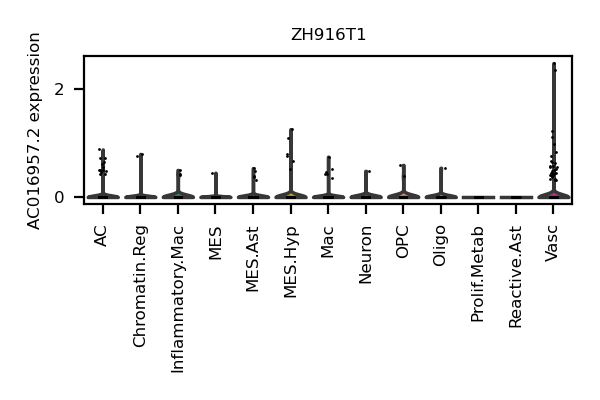 ZH916T1
AC016957.2 expression
2
0
AC
Chromatin.Reg
Inflammatory.Mac
MES
MES.Ast
MES.Hyp
Mac
Neuron
OPC
Oligo
Prolif.Metab
Reactive.Ast
Vasc